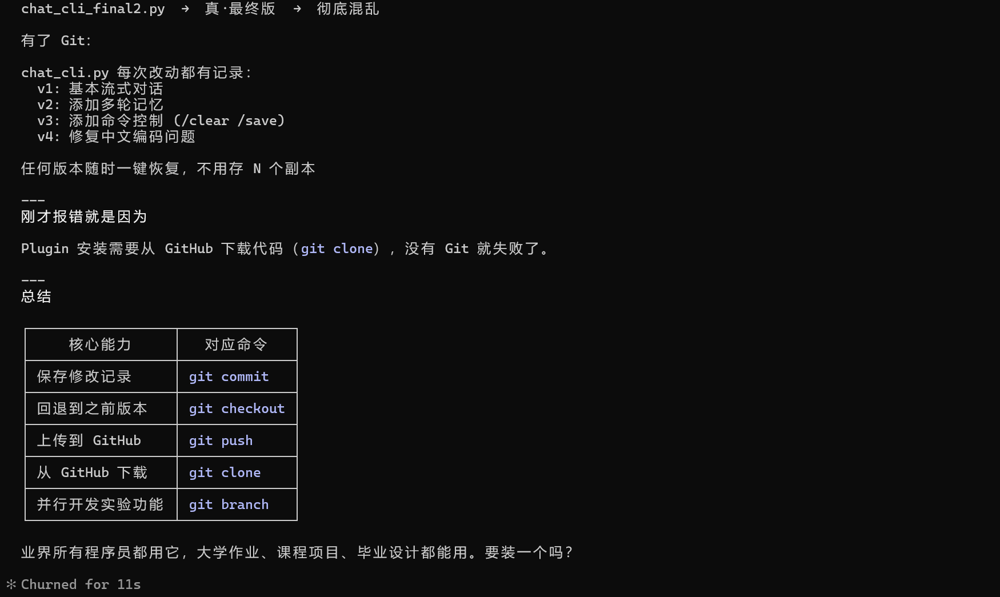 chat_cli_final2.py → 真·最终版 → 彻底混乱
有了 Git:
chat_cli.py 每次改动都有记录:
v1: 基本流式对话
v2: 添加多轮记忆
v3: 添加命令控制 (/clear /save)
v4: 修复中文编码问题
任何版本随时一键恢复，不用存 N 个副本
---
刚才报错就是因为
Plugin 安装需要从 GitHub 下载代码（git clone），没有 Git 就失败了。
---
总结
核心能力 对应命令
保存修改记录 git commit
回退到之前版本 git checkout
上传到 GitHub git push
从 GitHub 下载 git clone
并行开发实验功能 git branch
业界所有程序员都用它，大学作业、课程项目、毕业设计都能用。要装一个吗？
✻ Churned for 11s